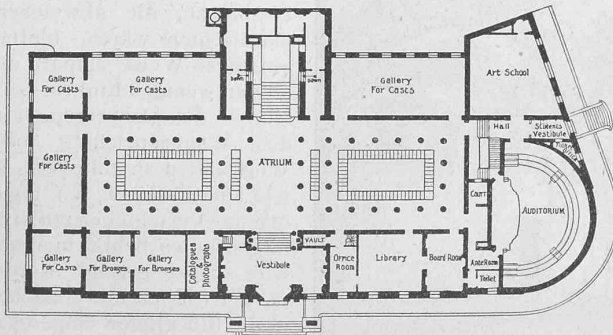 Gallery
For Casts
Gallery
For Casts
Down
Down
Gallery
For Casts
Art School
Hall
Students
Vestibule
Gallery
For Casts
ATRIUM
Court
AUDITORIUM
Gallery
For Casts
Gallery
For Bronzes
Gallery
For Bronzes
Catalogues
&
Photographs
Vestibule
VAULT
Office
Room
Library
Board Room
Ante Room
Toilet